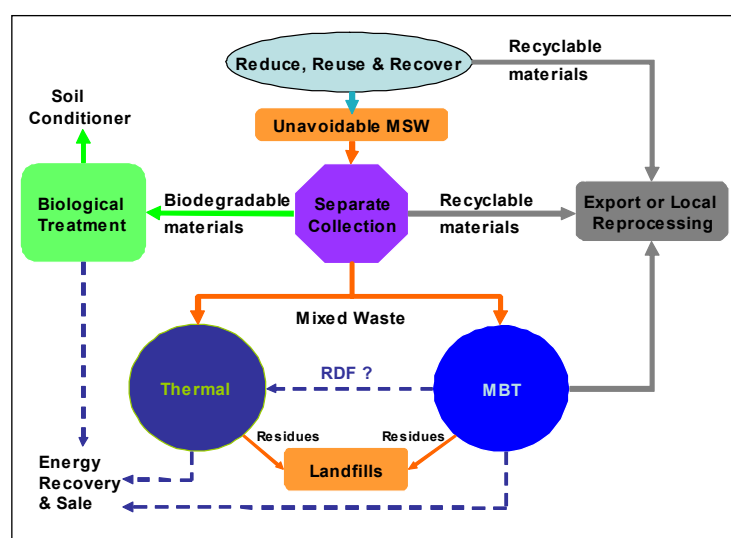 Recyclable
materials
Reduce, Reuse & Recover
Soil
Conditioner
Unavoidable MSW
Biological
Treatment
Biodegradable
materials
Separate
Collection
Recyclable
materials
Export or Local
Reprocessing
Mixed Waste
Thermal
RDF ?
MBT
Residues
Residues
Landfills
Energy
Recovery
& Sale